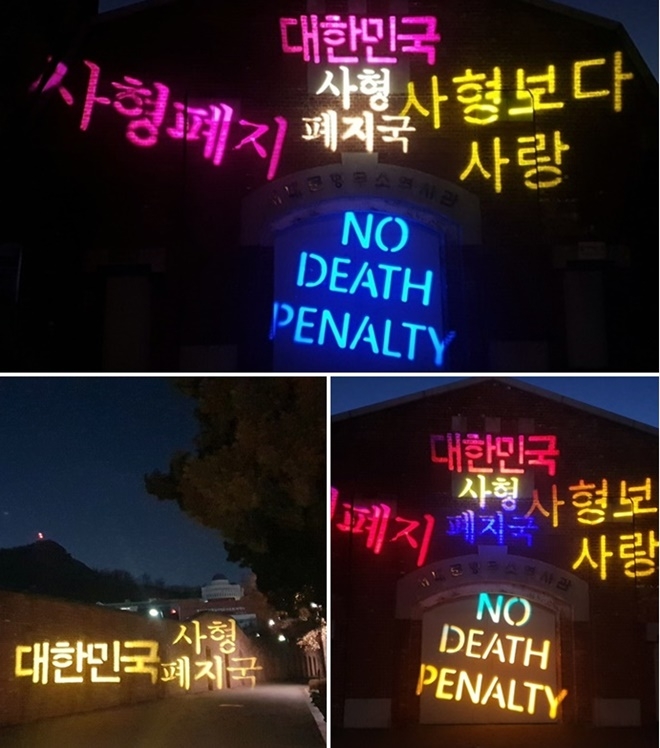 대한민국
사형
폐지국
사형폐지
사형보다
사랑
NO
DEATH
PENALTY
대한민국
사형
폐지국
대한민국
사형
폐지국
폐지
사형보
사랑
NO
DEATH
PENALTY